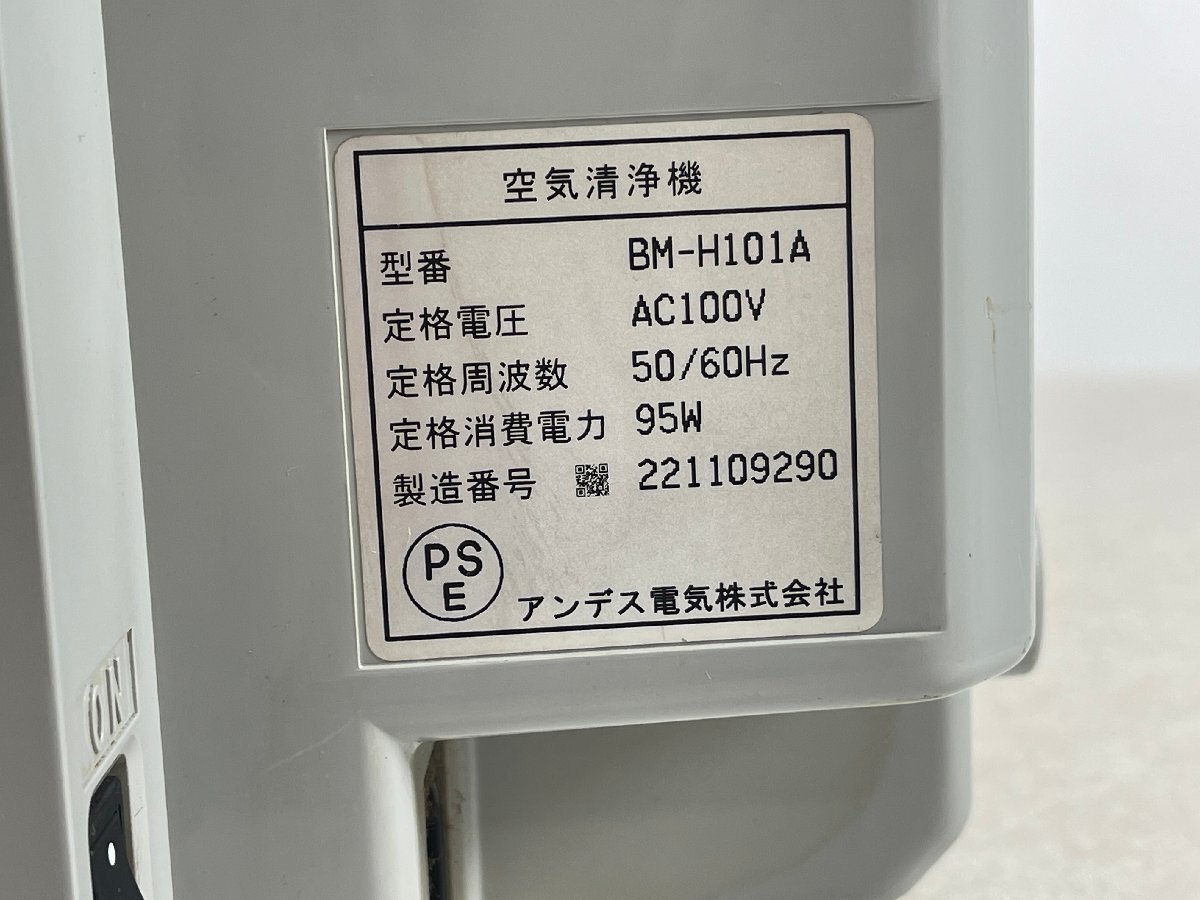 空気清浄機
型番 BM-H101A
定格電圧 AC100V
定格周波数 50/60Hz
定格消費電力 95W
製造番号 221109290
PS
E
アンデス電気株式会社
ON